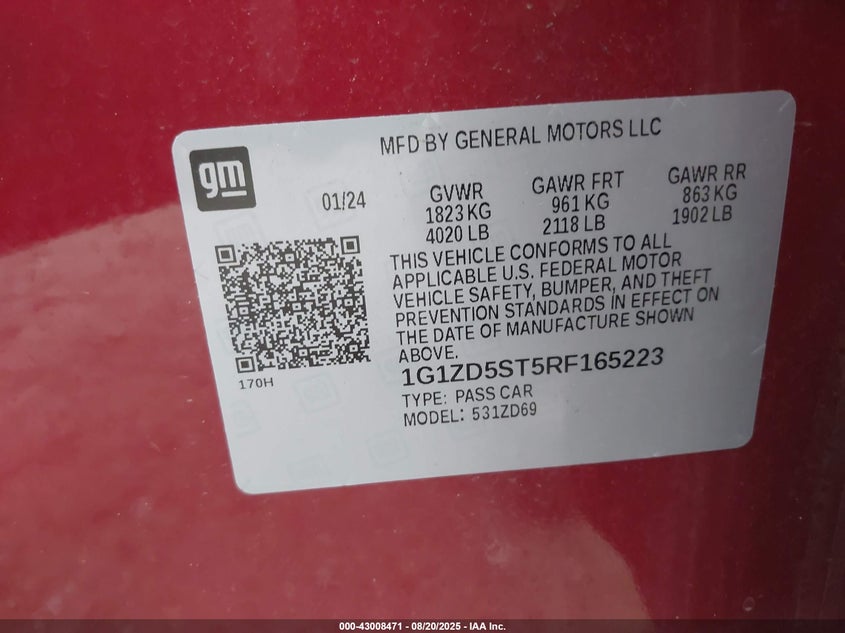 MFD BY GENERAL MOTORS LLC
gm
01/24
GVWR
1823 KG
4020 LB
GAWR FRT
961 KG
2118 LB
GAWR RR
863 KG
1902 LB
THIS VEHICLE CONFORMS TO ALL
APPLICABLE U.S. FEDERAL MOTOR
VEHICLE SAFETY, BUMPER, AND THEFT
PREVENTION STANDARDS IN EFFECT ON
THE DATE OF MANUFACTURE SHOWN
ABOVE.
170H
1G1ZD5ST5RF165223
TYPE: PASS CAR
MODEL: 531ZD69
000-43008471 - 08/20/2025 - IAA Inc.